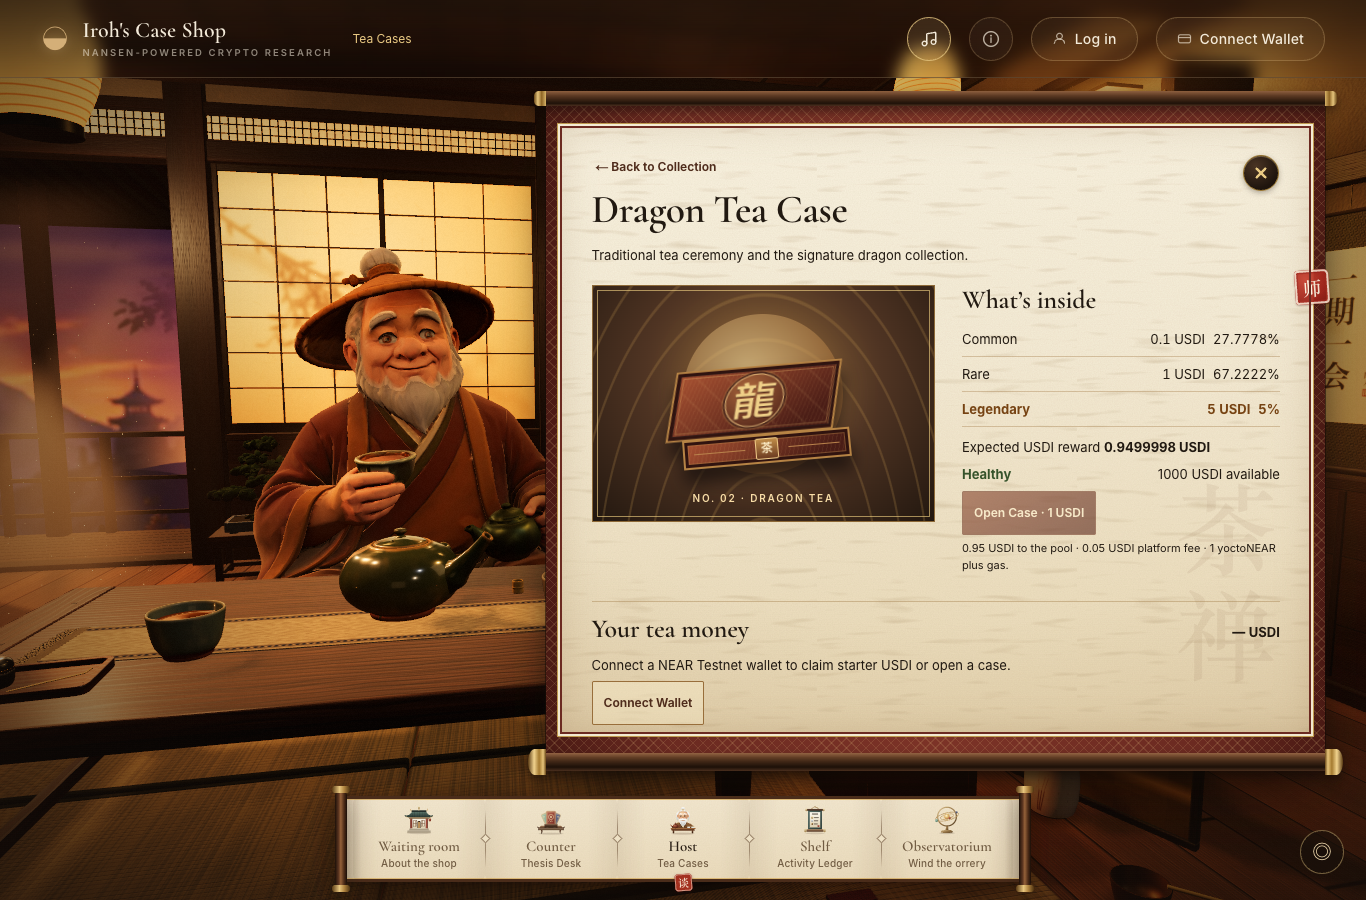 Iroh's Case Shop
NANSEN-POWERED CRYPTO RESEARCH
Tea Cases
Log in
Connect Wallet
← Back to Collection
Dragon Tea Case
Traditional tea ceremony and the signature dragon collection.
龍
茶
NO. 02 · DRAGON TEA
What's inside
Common 0.1 USDI 27.7778%
Rare 1 USDI 67.2222%
Legendary 5 USDI 5%
Expected USDI reward 0.9499998 USDI
Healthy 1000 USDI available
Open Case · 1 USDI
0.95 USDI to the pool · 0.05 USDI platform fee · 1 yoctoNEAR
plus gas.
师
期
一
会
茶
禅
Your tea money — USDI
Connect a NEAR Testnet wallet to claim starter USDI or open a case.
Connect Wallet
Waiting room
About the shop
Counter
Thesis Desk
Host
Tea Cases
谈
Shelf
Activity Ledger
Observatorium
Wind the orrery